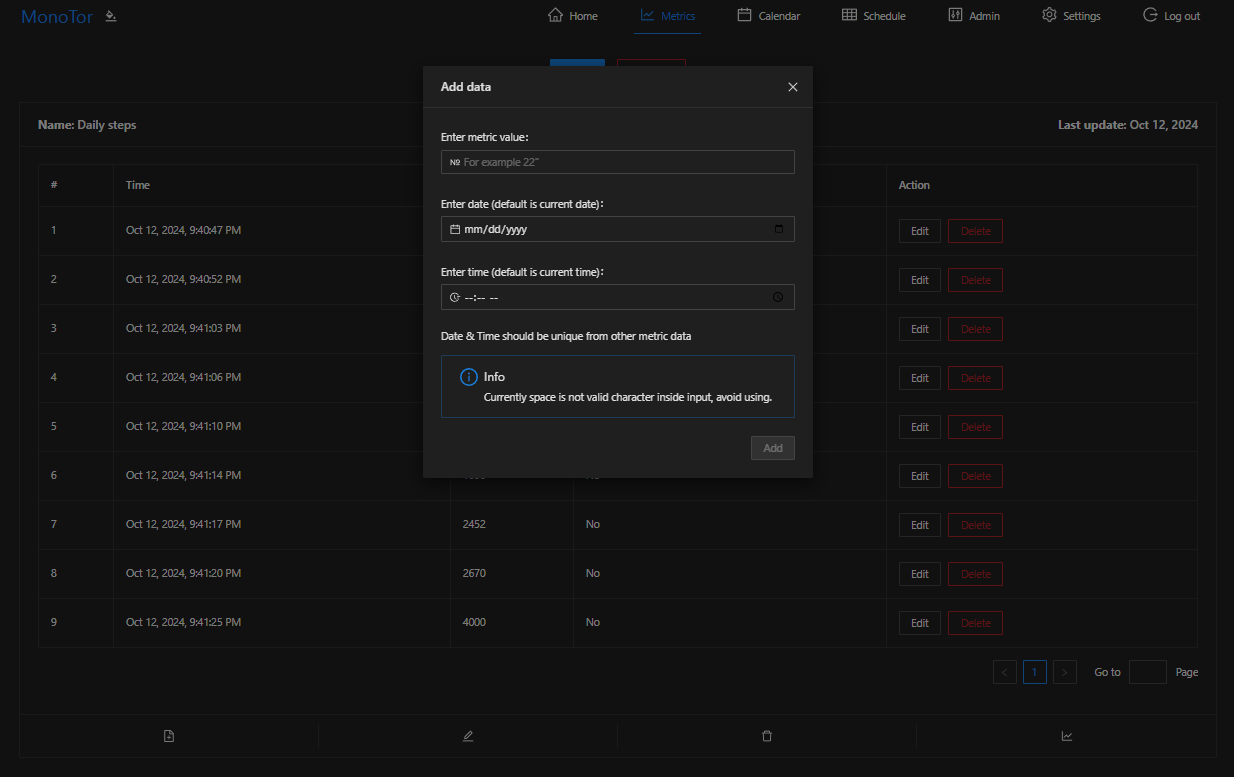 MonoTor
Home Metrics Calendar Schedule Admin Settings Log out
Add data
Name: Daily steps
Last update: Oct 12, 2024
Enter metric value:
№ For example 22"
Enter date (default is current date):
mm/dd/yyyy
Enter time (default is current time):
--:-- --
Date & Time should be unique from other metric data
Info
Currently space is not valid character inside input, avoid using.
Add
# Time Action
1 Oct 12, 2024, 9:40:47 PM Edit Delete
2 Oct 12, 2024, 9:40:52 PM Edit Delete
3 Oct 12, 2024, 9:41:03 PM Edit Delete
4 Oct 12, 2024, 9:41:06 PM Edit Delete
5 Oct 12, 2024, 9:41:10 PM Edit Delete
6 Oct 12, 2024, 9:41:14 PM Edit Delete
7 Oct 12, 2024, 9:41:17 PM 2452 No Edit Delete
8 Oct 12, 2024, 9:41:20 PM 2670 No Edit Delete
9 Oct 12, 2024, 9:41:25 PM 4000 No Edit Delete
< 1 > Go to Page